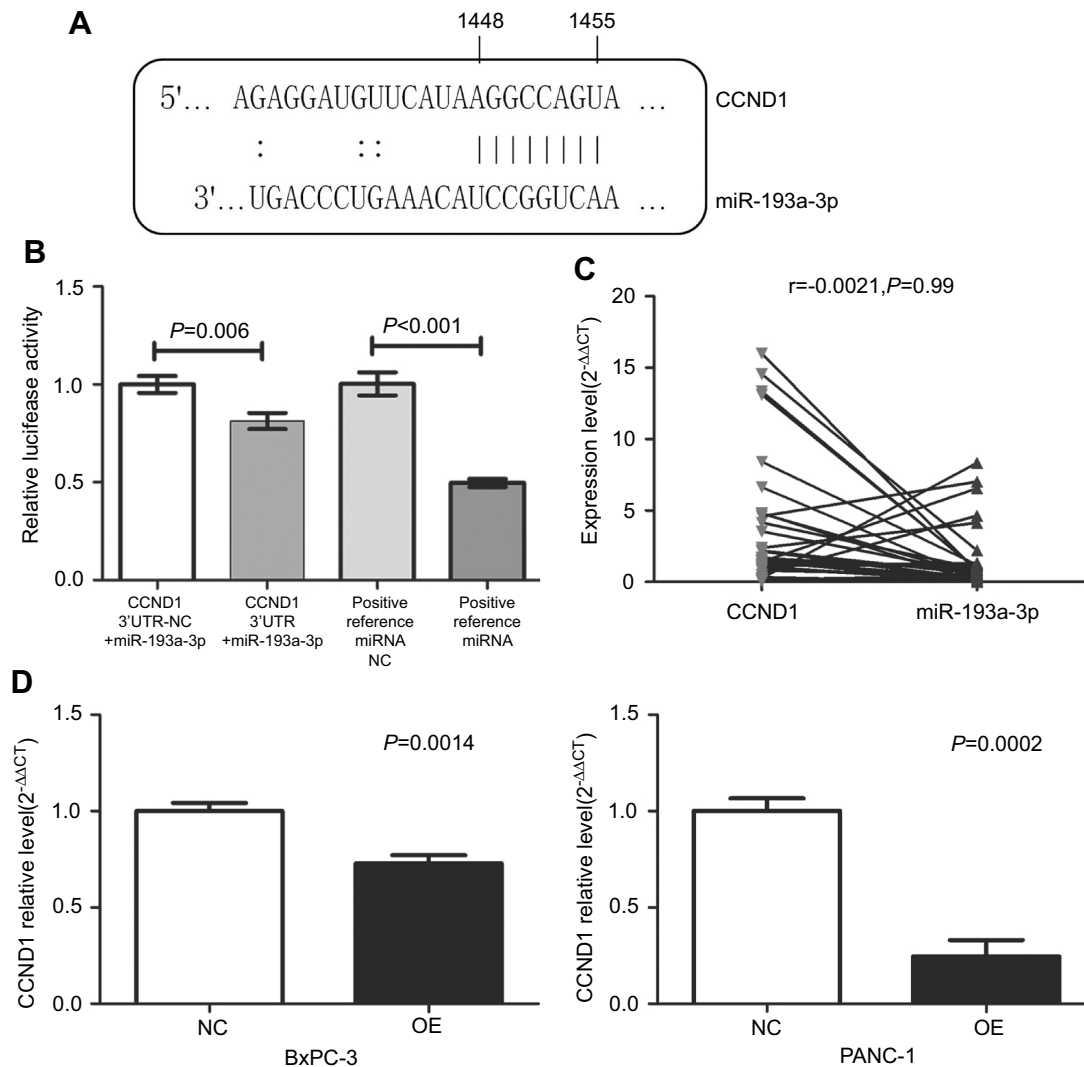 A
1448 1455
5'... AGAGGAUGUUCAUAAGGCCAGUA ...
CCND1
: :: ||||||||
3'...UGACCCUGAAACAUCCGGUCAA ...
miR-193a-3p
B
Relative lucifease activity
1.5
1.0
0.5
0.0
P=0.006
P<0.001
CCND1
3'UTR-NC
+miR-193a-3p
CCND1
3'UTR
+miR-193a-3p
Positive
reference
miRNA
NC
Positive
reference
miRNA
C
r=-0.0021,P=0.99
Expression level(2-ΔΔCT)
20
15
10
5
0
CCND1
miR-193a-3p
D
CCND1 relative level(2-ΔΔCT)
1.5
1.0
0.5
0.0
P=0.0014
NC
OE
BxPC-3
CCND1 relative level(2-ΔΔCT)
1.5
1.0
0.5
0.0
P=0.0002
NC
OE
PANC-1